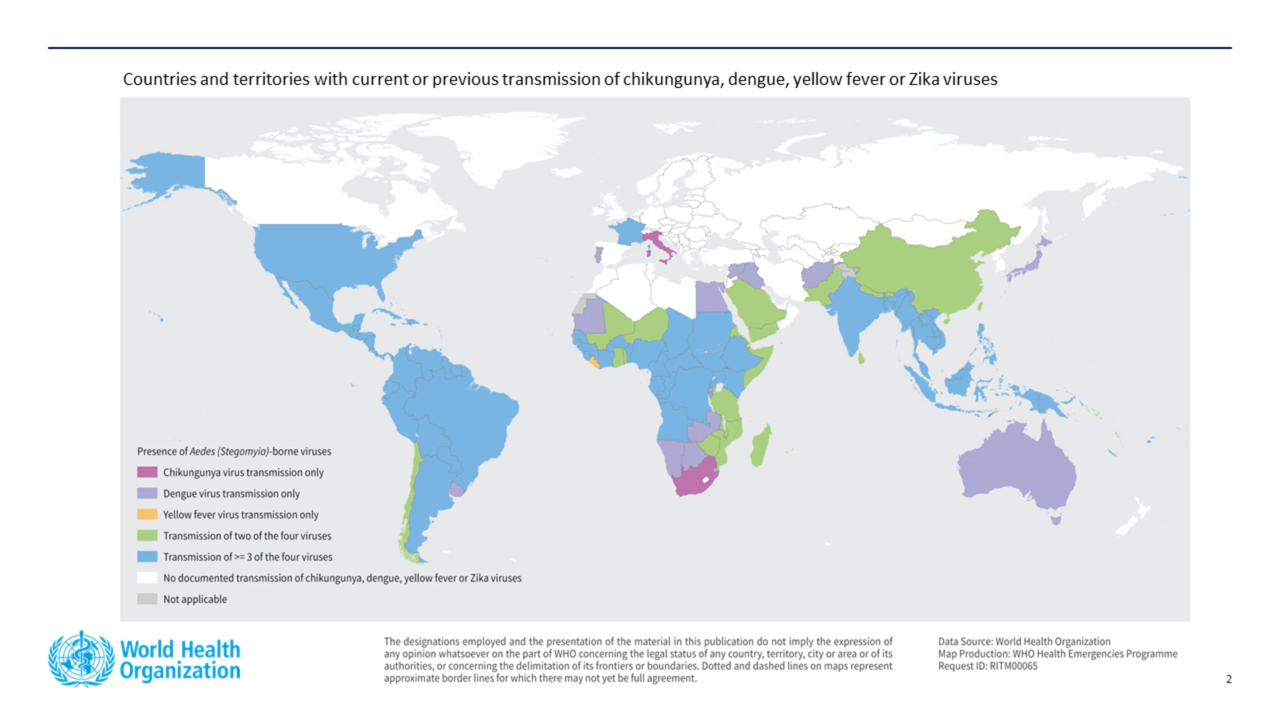 Countries and territories with current or previous transmission of chikungunya, dengue, yellow fever or Zika viruses
Presence of Aedes (Stegomyia)-borne viruses
Chikungunya virus transmission only
Dengue virus transmission only
Yellow fever virus transmission only
Transmission of two of the four viruses
Transmission of >= 3 of the four viruses
No documented transmission of chikungunya, dengue, yellow fever or Zika viruses
Not applicable
World Health
Organization
The designations employed and the presentation of the material in this publication do not imply the expression of
any opinion whatsoever on the part of WHO concerning the legal status of any country, territory, city or area or of its
authorities, or concerning the delimitation of its frontiers or boundaries. Dotted and dashed lines on maps represent
approximate border lines for which there may not yet be full agreement.
Data Source: World Health Organization
Map Production: WHO Health Emergencies Programme
Request ID: RITM00065
2